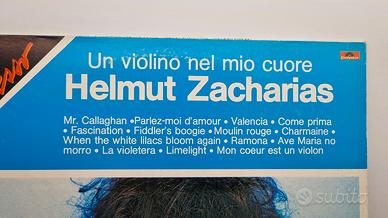 Un violino nel mio cuore
Helmut Zacharias
Mr. Callaghan •Parlez-moi d'amour • Valencia • Come prima
• Fascination • Fiddler's boogie • Moulin rouge • Charmaine •
When the white lilacs bloom again • Ramona • Ave Maria no
morro • La violetera • Limelight • Mon coeur est un violon
subito